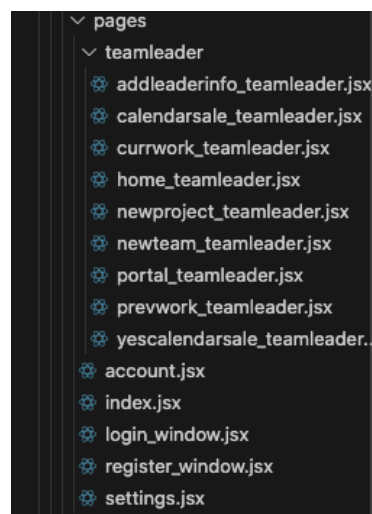 pages
teamleader
addleaderinfo_teamleader.jsx
calendarsale_teamleader.jsx
currwork_teamleader.jsx
home_teamleader.jsx
newproject_teamleader.jsx
newteam_teamleader.jsx
portal_teamleader.jsx
prevwork_teamleader.jsx
yescalendarsale_teamleader..
account.jsx
index.jsx
login_window.jsx
register_window.jsx
settings.jsx